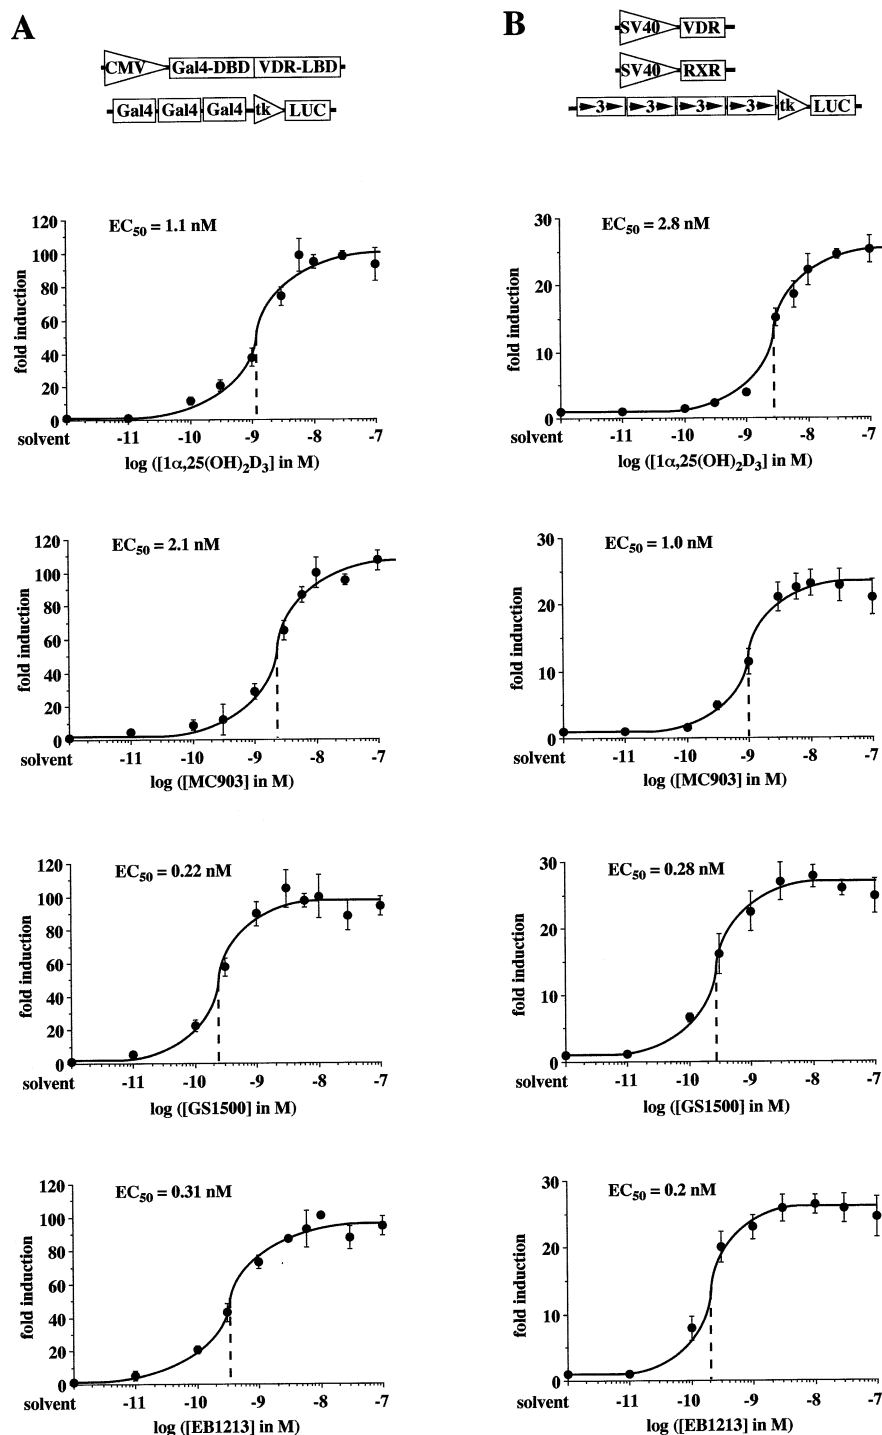 A
CMV Gal4-DBD VDR-LBD
Gal4 Gal4 Gal4 tk LUC
B
SV40 VDR
SV40 RXR
3 3 3 3 tk LUC
EC50 = 1.1 nM
fold induction
120
100
80
60
40
20
0
solvent -11 -10 -9 -8 -7
log ([1α,25(OH)2D3] in M)
EC50 = 2.8 nM
fold induction
30
20
10
0
solvent -11 -10 -9 -8 -7
log ([1α,25(OH)2D3] in M)
EC50 = 2.1 nM
fold induction
120
100
80
60
40
20
0
solvent -11 -10 -9 -8 -7
log ([MC903] in M)
EC50 = 1.0 nM
fold induction
30
20
10
0
solvent -11 -10 -9 -8 -7
log ([MC903] in M)
EC50 = 0.22 nM
fold induction
120
100
80
60
40
20
0
solvent -11 -10 -9 -8 -7
log ([GS1500] in M)
EC50 = 0.28 nM
fold induction
30
20
10
0
solvent -11 -10 -9 -8 -7
log ([GS1500] in M)
EC50 = 0.31 nM
fold induction
120
100
80
60
40
20
0
solvent -11 -10 -9 -8 -7
log ([EB1213] in M)
EC50 = 0.2 nM
fold induction
30
20
10
0
solvent -11 -10 -9 -8 -7
log ([EB1213] in M)